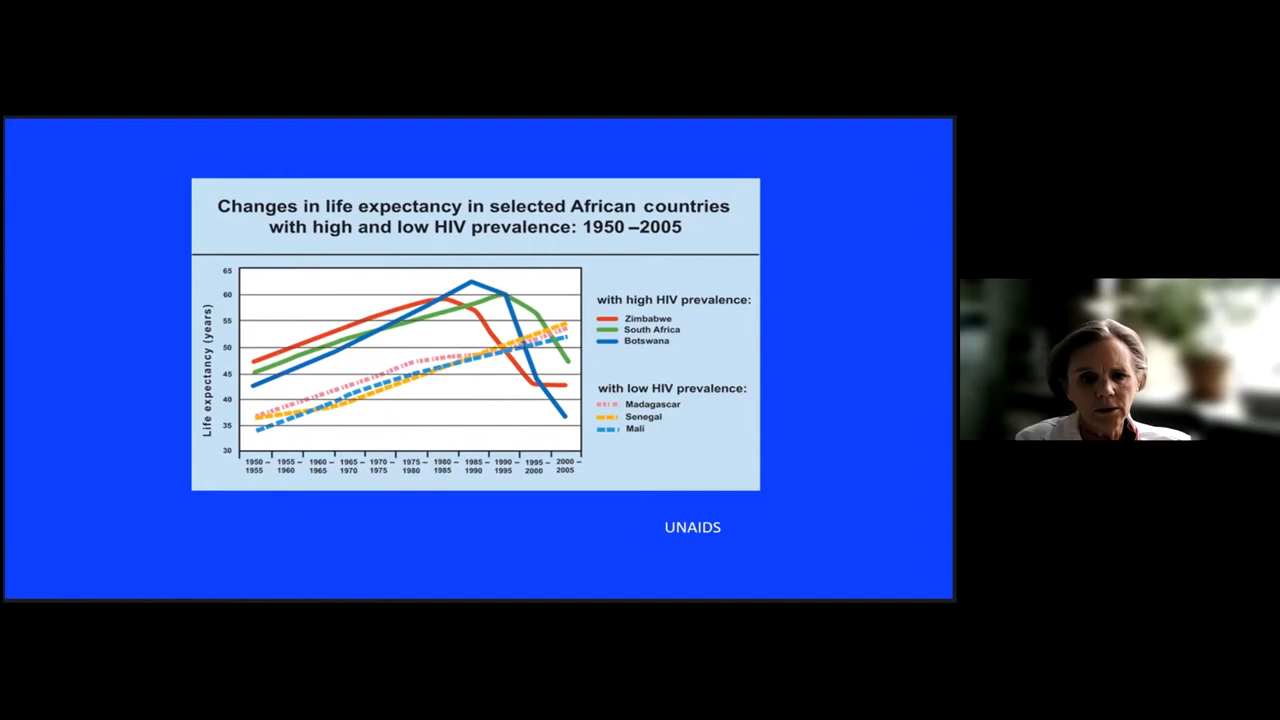 Changes in life expectancy in selected African countries
with high and low HIV prevalence: 1950 –2005
Life expectancy (years)
65
60
55
50
45
40
35
30
1950 – 1955 – 1960 – 1965 – 1970 – 1975 – 1980 – 1985 – 1990 – 1995 – 2000 –
1955 1960 1965 1970 1975 1980 1985 1990 1995 2000 2005
with high HIV prevalence:
Zimbabwe
South Africa
Botswana
with low HIV prevalence:
Madagascar
Senegal
Mali
UNAIDS